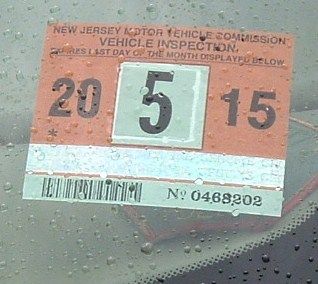 NEW JERSEY MOTOR VEHICLE COMMISSION
VEHICLE INSPECTION
EXPIRES LAST DAY OF THE MONTH DISPLAYED BELOW
20 5 15
*
Nº 0468202